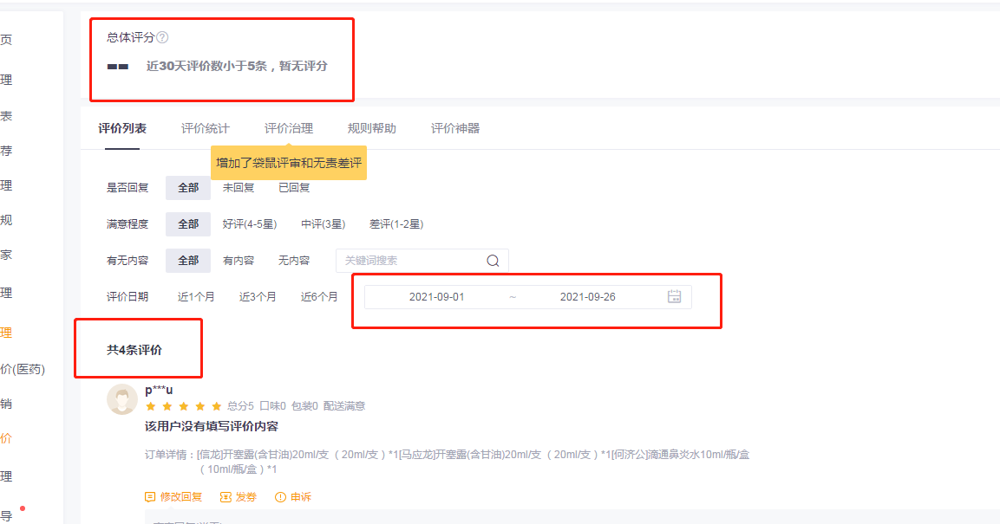 总体评分?
-- 近30天评价数小于5条，暂无评分
页
理
表
荐
理
规
家
理
理
价(医药)
销
价
理
导
评价列表 评价统计 评价治理 规则帮助 评价神器
增加了袋鼠评审和无责差评
是否回复 全部 未回复 已回复
满意程度 全部 好评(4-5星) 中评(3星) 差评(1-2星)
有无内容 全部 有内容 无内容 关键词搜索
评价日期 近1个月 近3个月 近6个月 2021-09-01 ~ 2021-09-26
共4条评价
p***u
总分5 口味0 包装0 配送满意
该用户没有填写评价内容
订单详情：[信龙]开塞露(含甘油)20ml/支（20ml/支）*1[马应龙]开塞露(含甘油)20ml/支（20ml/支）*1[何济公]滴通鼻炎水10ml/瓶/盒
（10ml/瓶/盒）*1
修改回复 发券 申诉